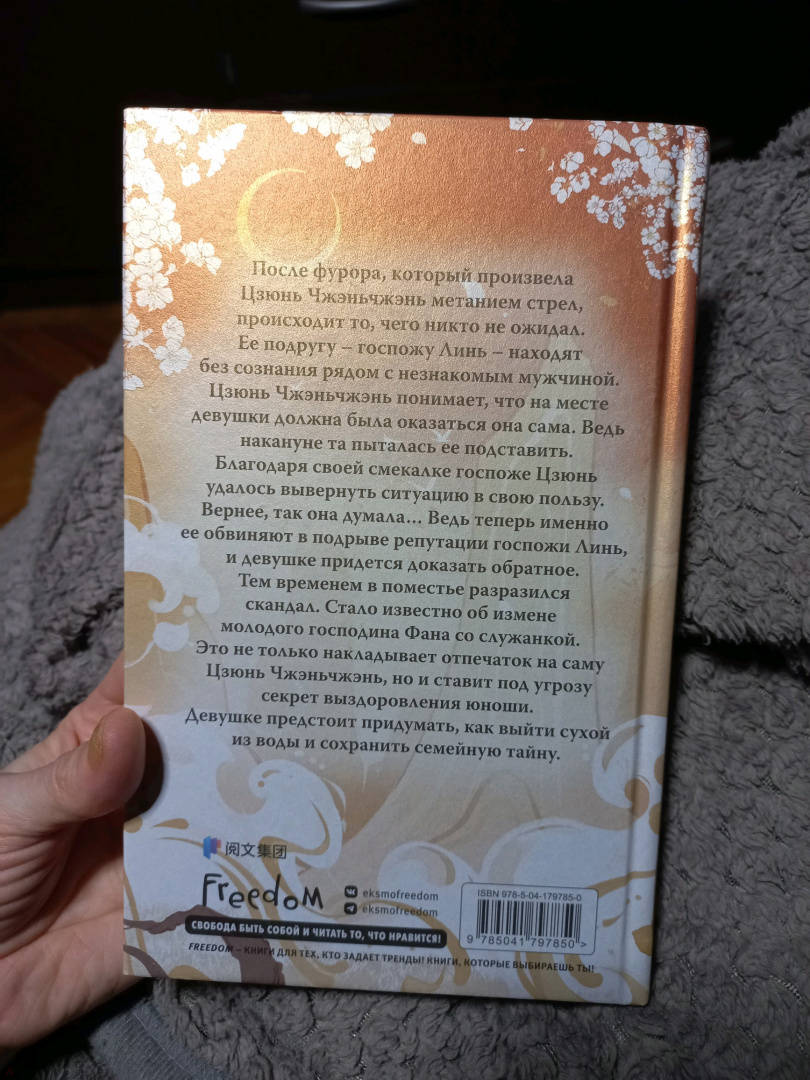 После фурора, который произвела
Цзюнь Чжэньчжэнь метанием стрел,
происходит то, чего никто не ожидал.
Ее подругу – госпожу Линь – находят
без сознания рядом с незнакомым мужчиной.
Цзюнь Чжэньчжэнь понимает, что на месте
девушки должна была оказаться она сама. Ведь
накануне та пыталась ее подставить.
Благодаря своей смекалке госпоже Цзюнь
удалось вывернуть ситуацию в свою пользу.
Вернее, так она думала... Ведь теперь именно
ее обвиняют в подрыве репутации госпожи Линь,
и девушке придется доказать обратное.
Тем временем в поместье разразился
скандал. Стало известно об измене
молодого господина Фана со служанкой.
Это не только накладывает отпечаток на саму
Цзюнь Чжэньчжэнь, но и ставит под угрозу
секрет выздоровления юноши.
Девушке предстоит придумать, как выйти сухой
из воды и сохранить семейную тайну.
阅文集团
Freedom
eksmofreedom
eksmofreedom
СВОБОДА БЫТЬ СОБОЙ И ЧИТАТЬ ТО, ЧТО НРАВИТСЯ!
FREEDOM – КНИГИ ДЛЯ ТЕХ, КТО ЗАДАЕТ ТРЕНДЫ! КНИГИ, КОТОРЫЕ ВЫБИРАЕШЬ ТЫ!
ISBN 978-5-04-179785-0
9 785041 797850 >